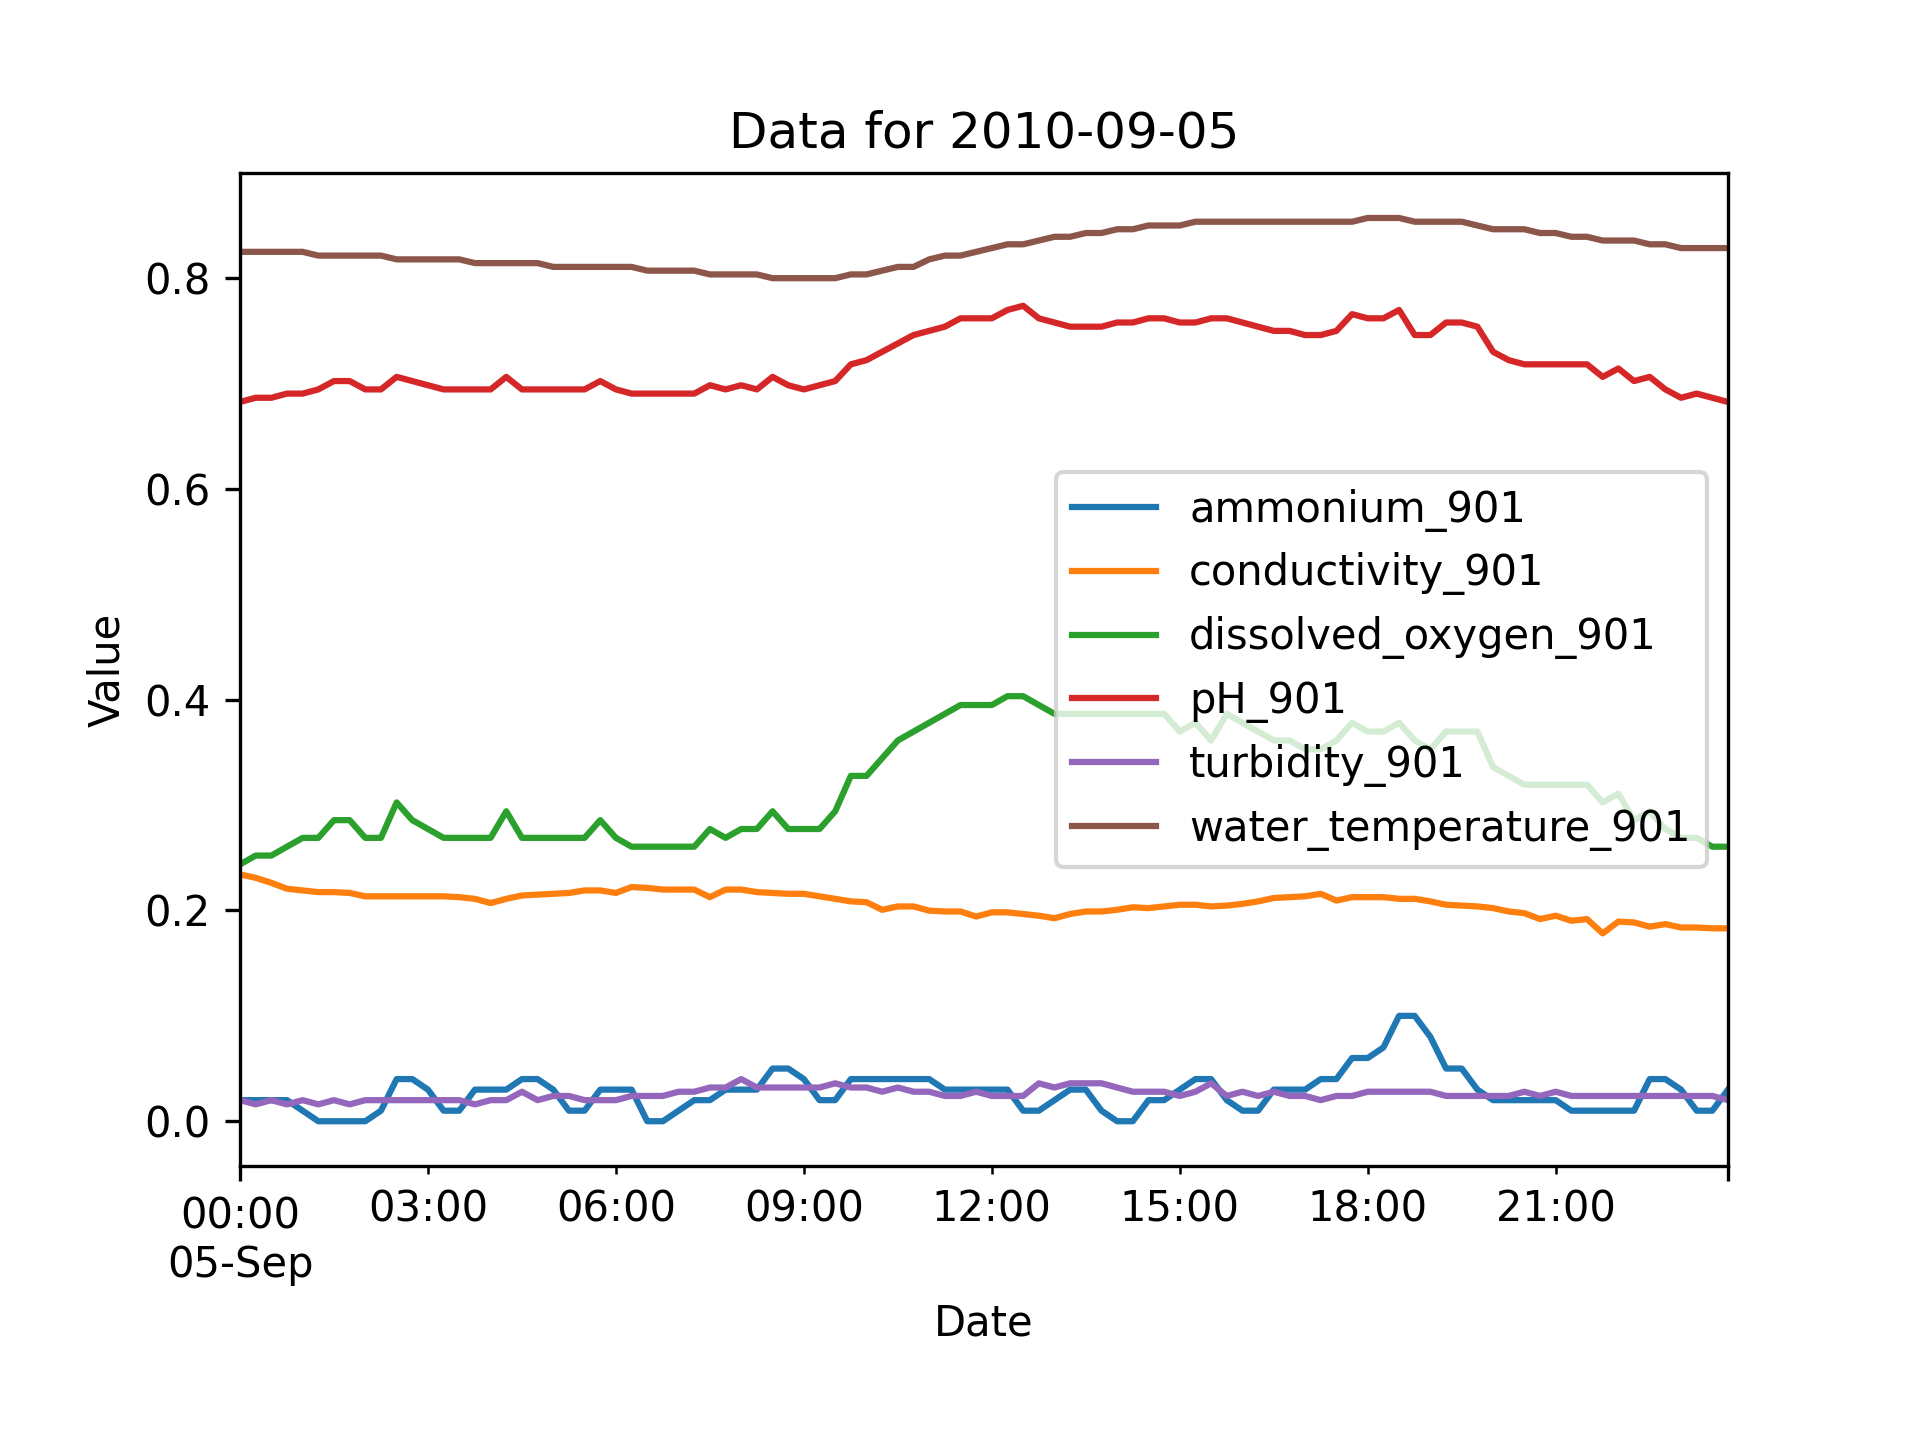 Data for 2010-09-05
Value
0.8
0.6
0.4
0.2
0.0
ammonium_901
conductivity_901
dissolved_oxygen_901
pH_901
turbidity_901
water_temperature_901
00:00 03:00 06:00 09:00 12:00 15:00 18:00 21:00
05-Sep
Date